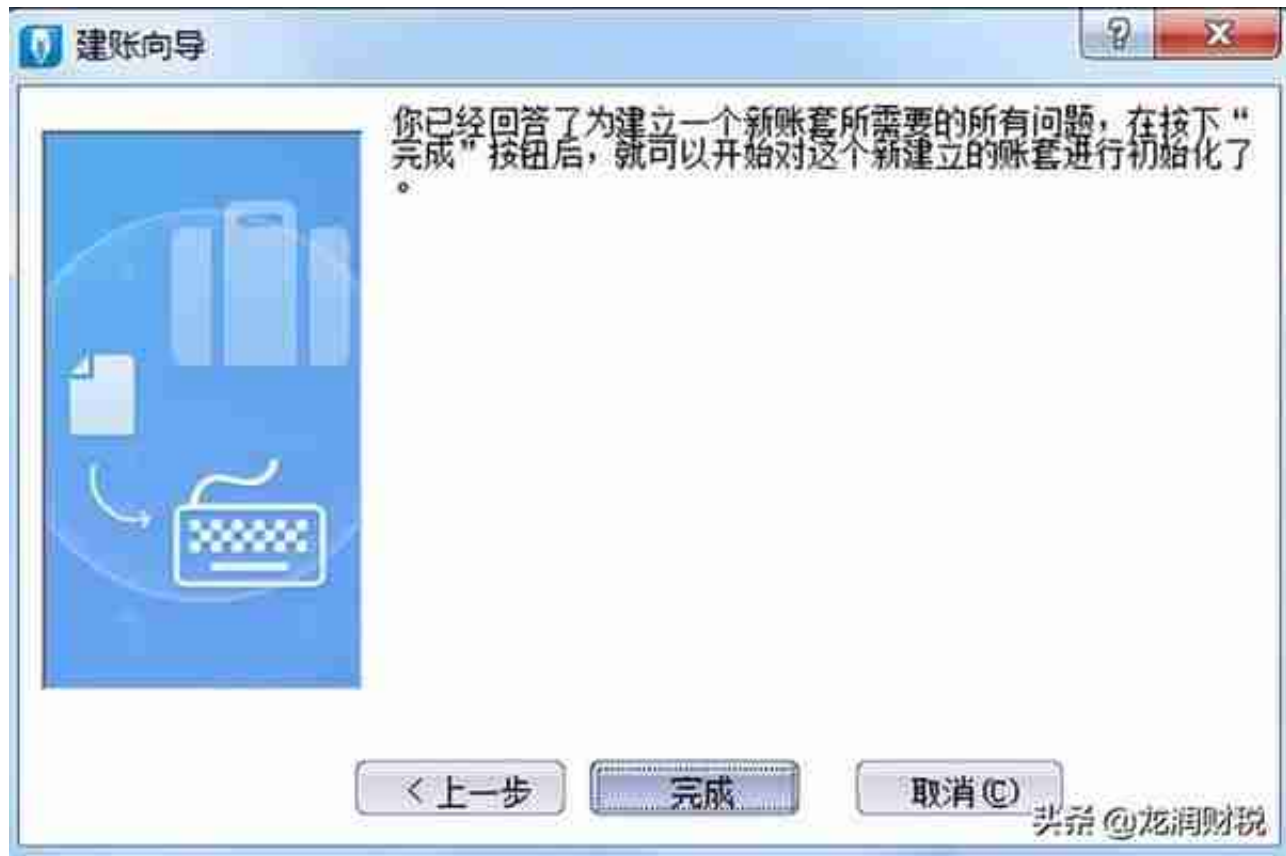 建账向导
你已经回答了为建立一个新账套所需要的所有问题，在按下“
完成”按钮后，就可以开始对这个新建立的账套进行初始化了
。
<上一步
完成
取消(C)
头条 @龙润财税